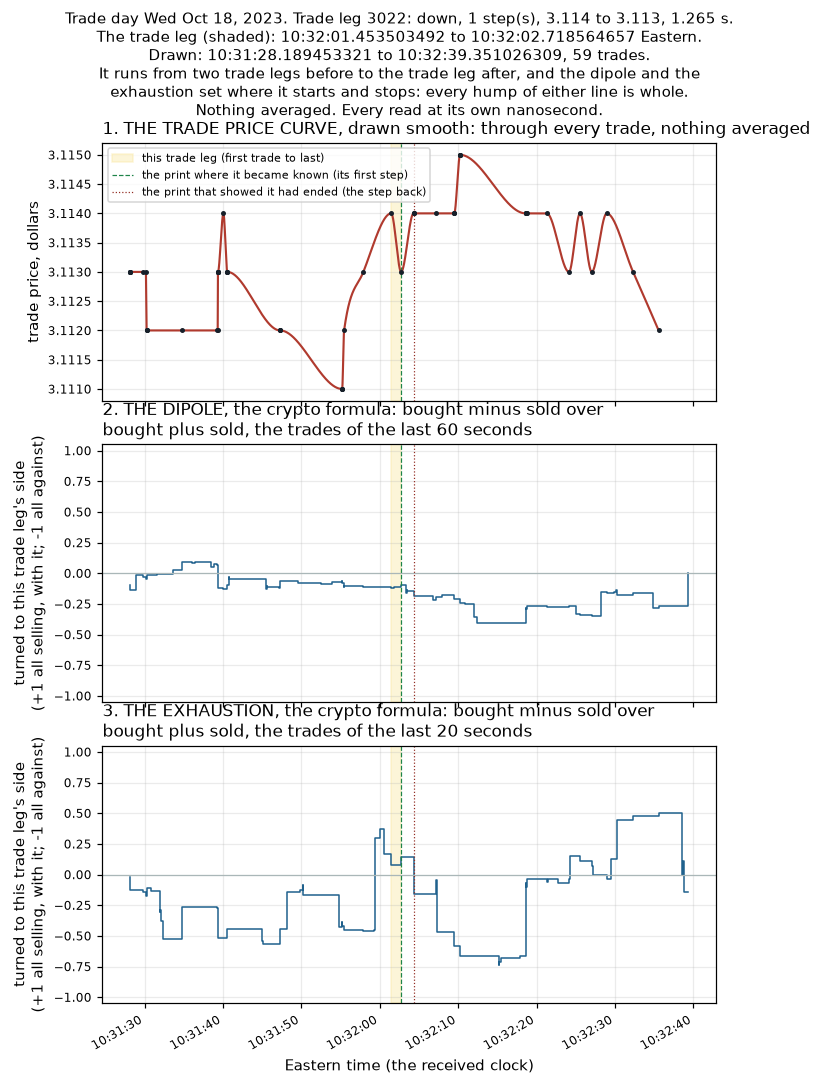 Trade day Wed Oct 18, 2023. Trade leg 3022: down, 1 step(s), 3.114 to 3.113, 1.265 s.
The trade leg (shaded): 10:32:01.453503492 to 10:32:02.718564657 Eastern.
Drawn: 10:31:28.189453321 to 10:32:39.351026309, 59 trades.
It runs from two trade legs before to the trade leg after, and the dipole and the
exhaustion set where it starts and stops: every hump of either line is whole.
Nothing averaged. Every read at its own nanosecond.
1. THE TRADE PRICE CURVE, drawn smooth: through every trade, nothing averaged
this trade leg (first trade to last)
the print where it became known (its first step)
the print that showed it had ended (the step back)
trade price, dollars
3.1150
3.1145
3.1140
3.1135
3.1130
3.1125
3.1120
3.1115
3.1110
2. THE DIPOLE, the crypto formula: bought minus sold over
bought plus sold, the trades of the last 60 seconds
turned to this trade leg's side
(+1 all selling, with it; -1 all against)
1.00
0.75
0.50
0.25
0.00
−0.25
−0.50
−0.75
−1.00
3. THE EXHAUSTION, the crypto formula: bought minus sold over
bought plus sold, the trades of the last 20 seconds
turned to this trade leg's side
(+1 all selling, with it; -1 all against)
1.00
0.75
0.50
0.25
0.00
−0.25
−0.50
−0.75
−1.00
10:31:30
10:31:40
10:31:50
10:32:00
10:32:10
10:32:20
10:32:30
10:32:40
Eastern time (the received clock)